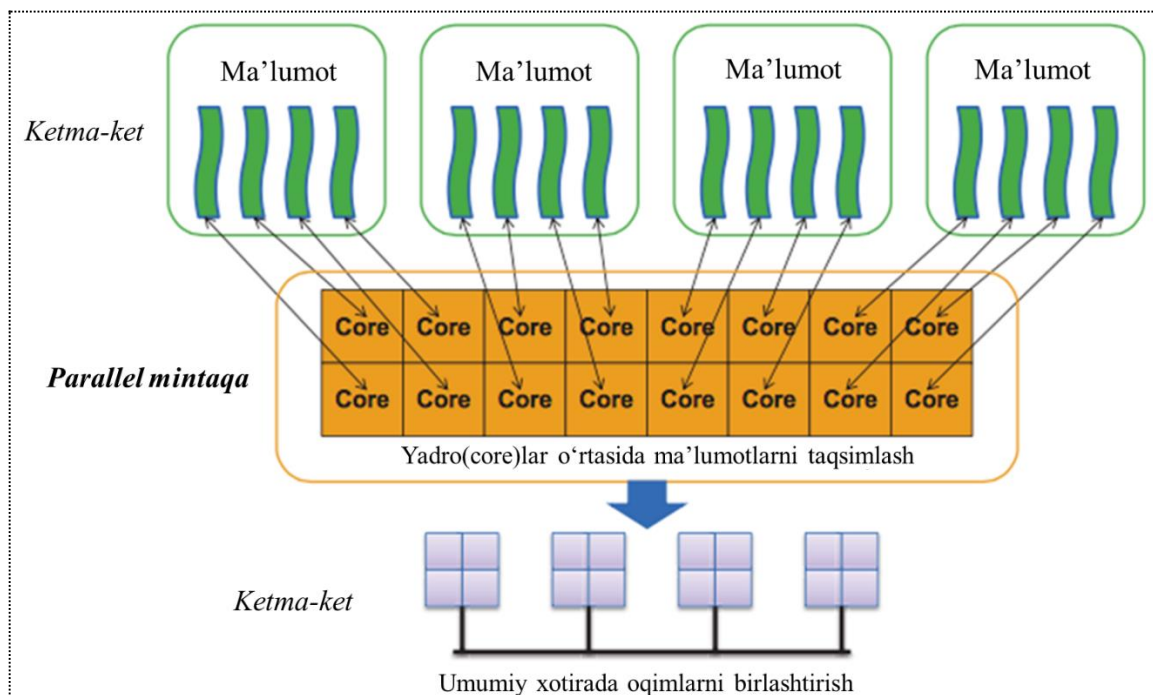 Ma’lumot Ma’lumot Ma’lumot Ma’lumot
Ketma-ket
Core Core Core Core Core Core Core Core
Parallel mintaqa
Core Core Core Core Core Core Core Core
Yadro(core)lar o‘rtasida ma’lumotlarni taqsimlash
Ketma-ket
Umumiy xotirada oqimlarni birlashtirish